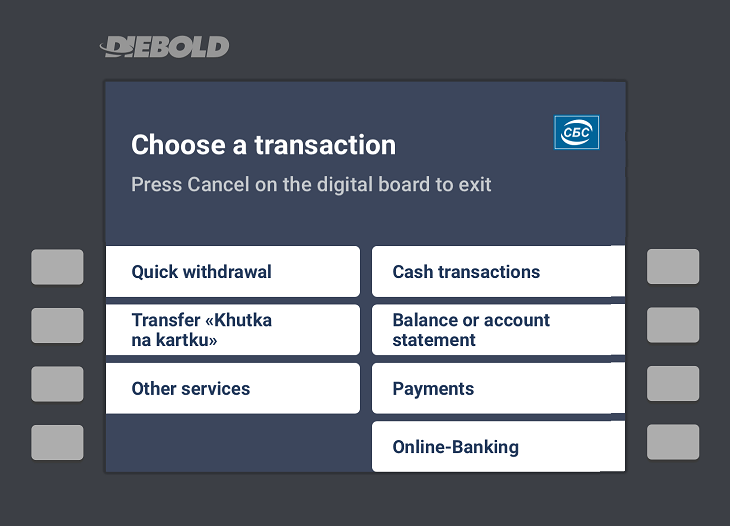 DIEBOLD
Choose a transaction
СБС
Press Cancel on the digital board to exit
Quick withdrawal
Cash transactions
Transfer «Khutka
na kartku»
Balance or account
statement
Other services
Payments
Online-Banking